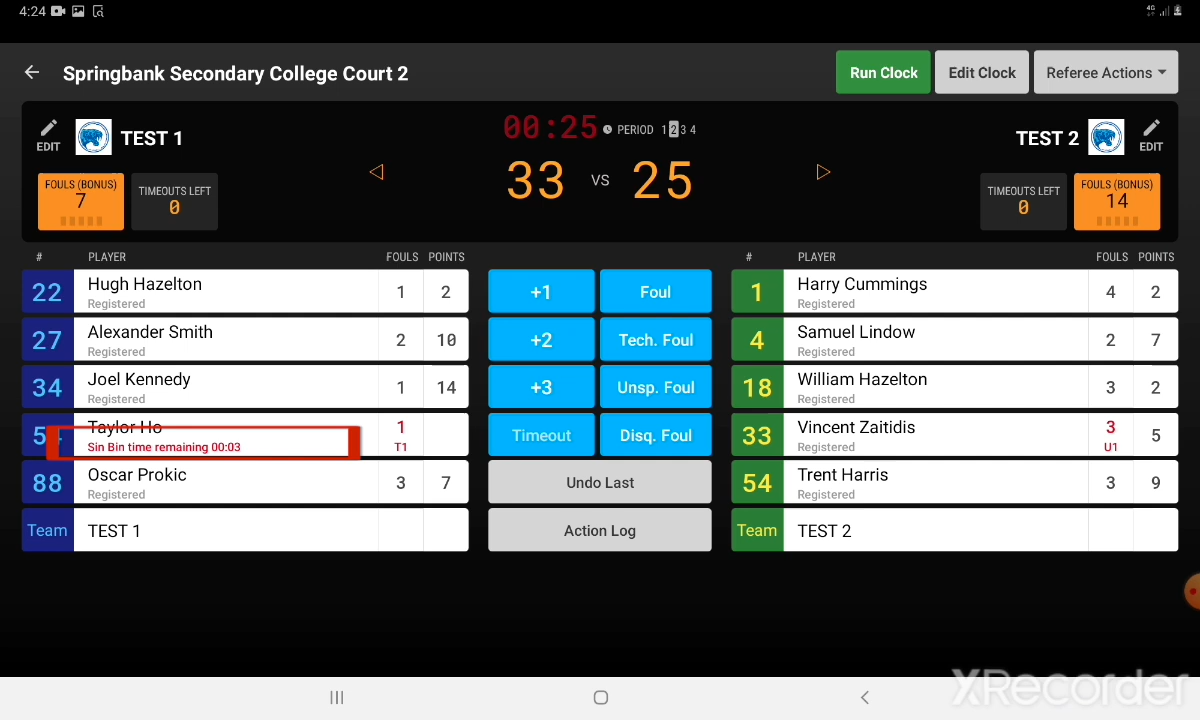 4:24
4G
Springbank Secondary College Court 2
Run Clock
Edit Clock
Referee Actions
EDIT
TEST 1
00:25
PERIOD 1 2 3 4
TEST 2
EDIT
33 VS 25
FOULS (BONUS)
7
TIMEOUTS LEFT
0
TIMEOUTS LEFT
0
FOULS (BONUS)
14
# PLAYER FOULS POINTS
22 Hugh Hazelton 1 2
Registered
27 Alexander Smith 2 10
Registered
34 Joel Kennedy 1 14
Registered
Taylor Ho 1
Sin Bin time remaining 00:03 T1
88 Oscar Prokic 3 7
Registered
Team TEST 1
+1 Foul
+2 Tech. Foul
+3 Unsp. Foul
Timeout Disq. Foul
Undo Last
Action Log
# PLAYER FOULS POINTS
1 Harry Cummings 4 2
Registered
4 Samuel Lindow 2 7
Registered
18 William Hazelton 3 2
Registered
33 Vincent Zaitidis 3 5
Registered U1
54 Trent Harris 3 9
Registered
Team TEST 2
XRecorder